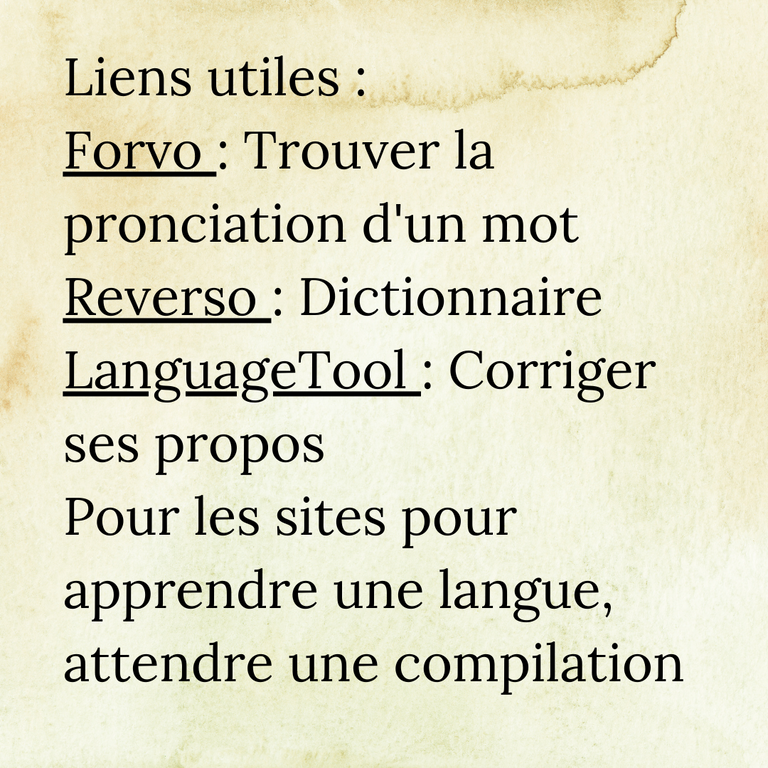 Liens utiles :
Forvo : Trouver la
pronciation d'un mot
Reverso : Dictionnaire
LanguageTool : Corriger
ses propos
Pour les sites pour
apprendre une langue,
attendre une compilation